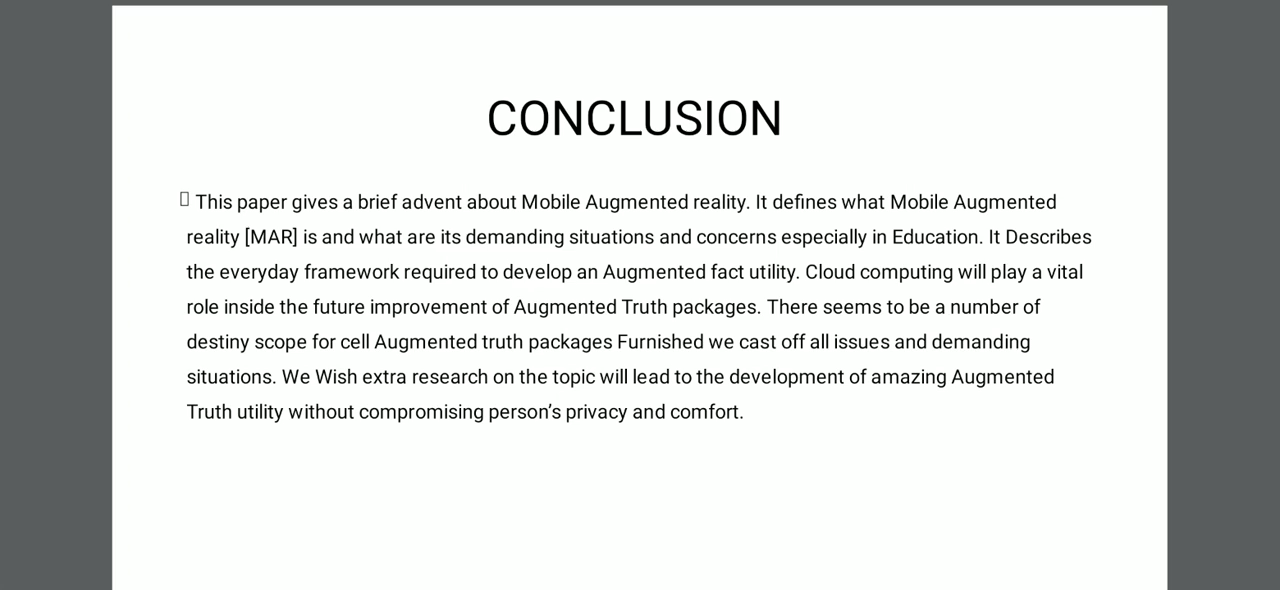 CONCLUSION
This paper gives a brief advent about Mobile Augmented reality. It defines what Mobile Augmented
reality [MAR] is and what are its demanding situations and concerns especially in Education. It Describes
the everyday framework required to develop an Augmented fact utility. Cloud computing will play a vital
role inside the future improvement of Augmented Truth packages. There seems to be a number of
destiny scope for cell Augmented truth packages Furnished we cast off all issues and demanding
situations. We Wish extra research on the topic will lead to the development of amazing Augmented
Truth utility without compromising person’s privacy and comfort.